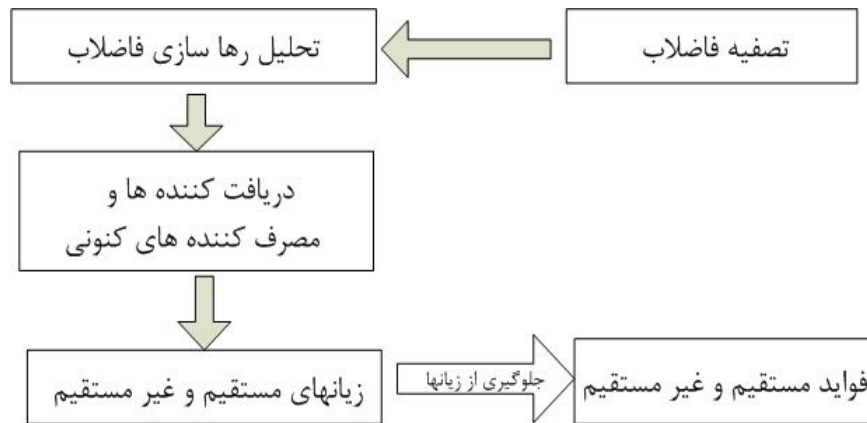 تصفیه فاضلاب
تحلیل رها سازی فاضلاب
دریافت کننده ها و
مصرف کننده های کنونی
زیانهای مستقیم و غیر مستقیم
جلوگیری از زیانها
فواید مستقیم و غیر مستقیم